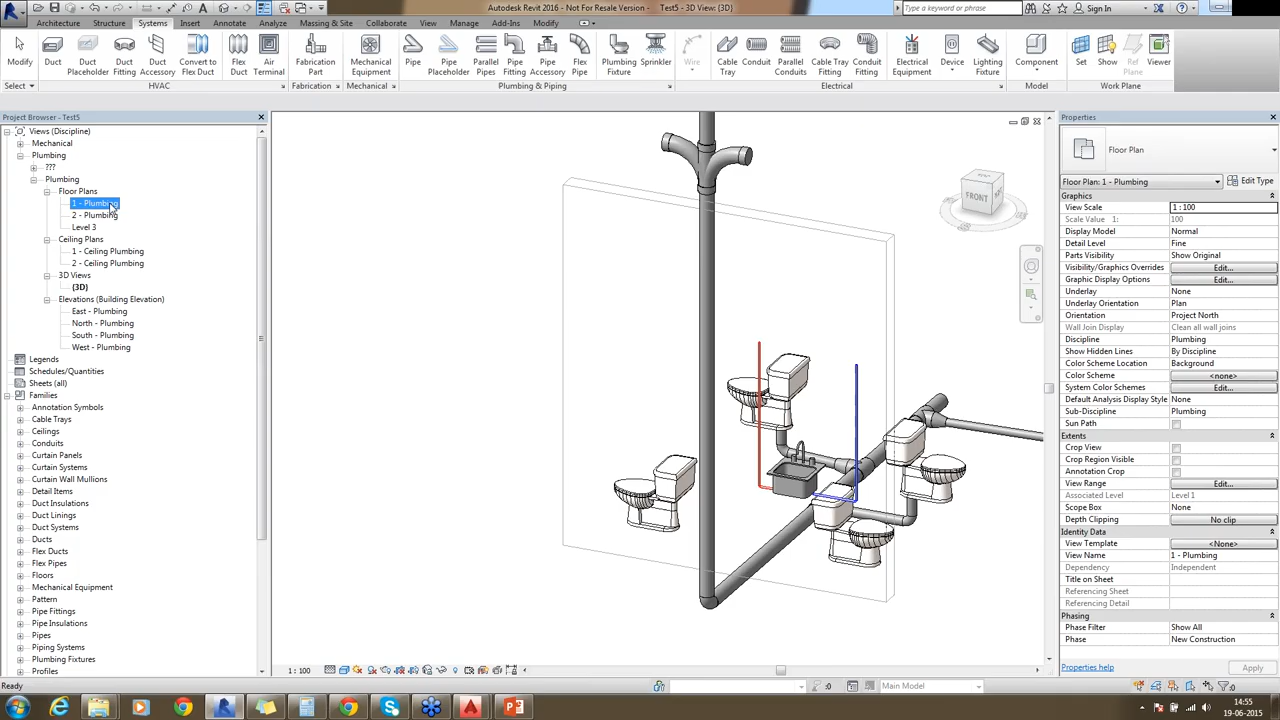 Autodesk Revit 2016 - Not For Resale Version - Test5 - 3D View: {3D}
Type a keyword or phrase
Sign In
Architecture Structure Systems Insert Annotate Analyze Massing & Site Collaborate View Manage Add-Ins Modify
Modify Duct Duct Placeholder Duct Fitting Duct Accessory Convert to Flex Duct Flex Duct Air Terminal Fabrication Part Mechanical Equipment Pipe Pipe Placeholder Parallel Pipes Pipe Fitting Pipe Accessory Flex Pipe Plumbing Fixture Sprinkler Wire Cable Tray Conduit Parallel Conduits Cable Tray Fitting Conduit Fitting Electrical Equipment Device Lighting Fixture Component Set Show Ref Plane Viewer
Select HVAC Fabrication Mechanical Plumbing & Piping Electrical Model Work Plane
Project Browser - Test5
Views (Discipline)
Mechanical
Plumbing
???
Plumbing
Floor Plans
1 - Plumbing
2 - Plumbing
Level 3
Ceiling Plans
1 - Ceiling Plumbing
2 - Ceiling Plumbing
3D Views
{3D}
Elevations (Building Elevation)
East - Plumbing
North - Plumbing
South - Plumbing
West - Plumbing
Legends
Schedules/Quantities
Sheets (all)
Families
Annotation Symbols
Cable Trays
Ceilings
Conduits
Curtain Panels
Curtain Systems
Curtain Wall Mullions
Detail Items
Duct Insulations
Duct Linings
Duct Systems
Ducts
Flex Ducts
Flex Pipes
Floors
Mechanical Equipment
Pattern
Pipe Fittings
Pipe Insulations
Pipes
Piping Systems
Plumbing Fixtures
Profiles
FRONT
1 : 100
Properties
Floor Plan
Floor Plan: 1 - Plumbing Edit Type
Graphics
View Scale 1 : 100
Scale Value 1: 100
Display Model Normal
Detail Level Fine
Parts Visibility Show Original
Visibility/Graphics Overrides Edit...
Graphic Display Options Edit...
Underlay None
Underlay Orientation Plan
Orientation Project North
Wall Join Display Clean all wall joins
Discipline Plumbing
Show Hidden Lines By Discipline
Color Scheme Location Background
Color Scheme <none>
System Color Schemes Edit...
Default Analysis Display Style None
Sub-Discipline Plumbing
Sun Path
Extents
Crop View
Crop Region Visible
Annotation Crop
View Range Edit...
Associated Level Level 1
Scope Box None
Depth Clipping No clip
Identity Data
View Template <None>
View Name 1 - Plumbing
Dependency Independent
Title on Sheet
Referencing Sheet
Referencing Detail
Phasing
Phase Filter Show All
Phase New Construction
Properties help Apply
Ready
:0 Main Model :0
14:55
19-06-2015